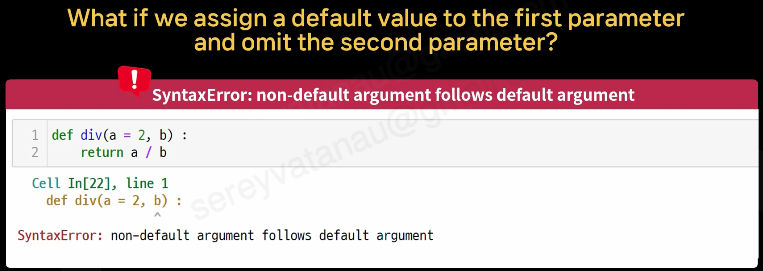 What if we assign a default value to the first parameter
and omit the second parameter?
!
SyntaxError: non-default argument follows default argument
1 def div(a = 2, b) :
2     return a / b
Cell In[22], line 1
def div(a = 2, b) :
^
SyntaxError: non-default argument follows default argument